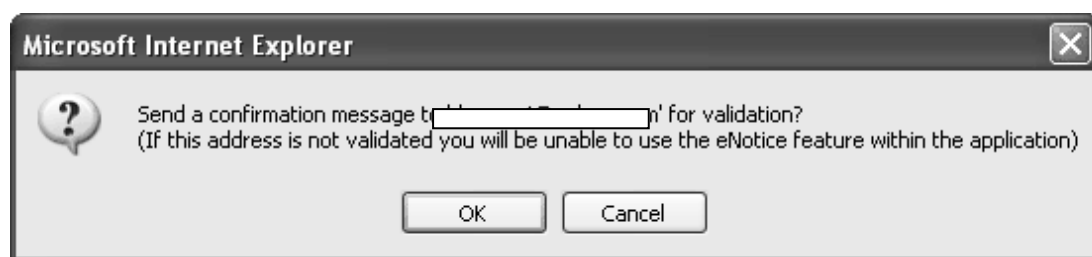 Microsoft Internet Explorer
Send a confirmation message for validation?
(If this address is not validated you will be unable to use the eNotice feature within the application)
OK
Cancel